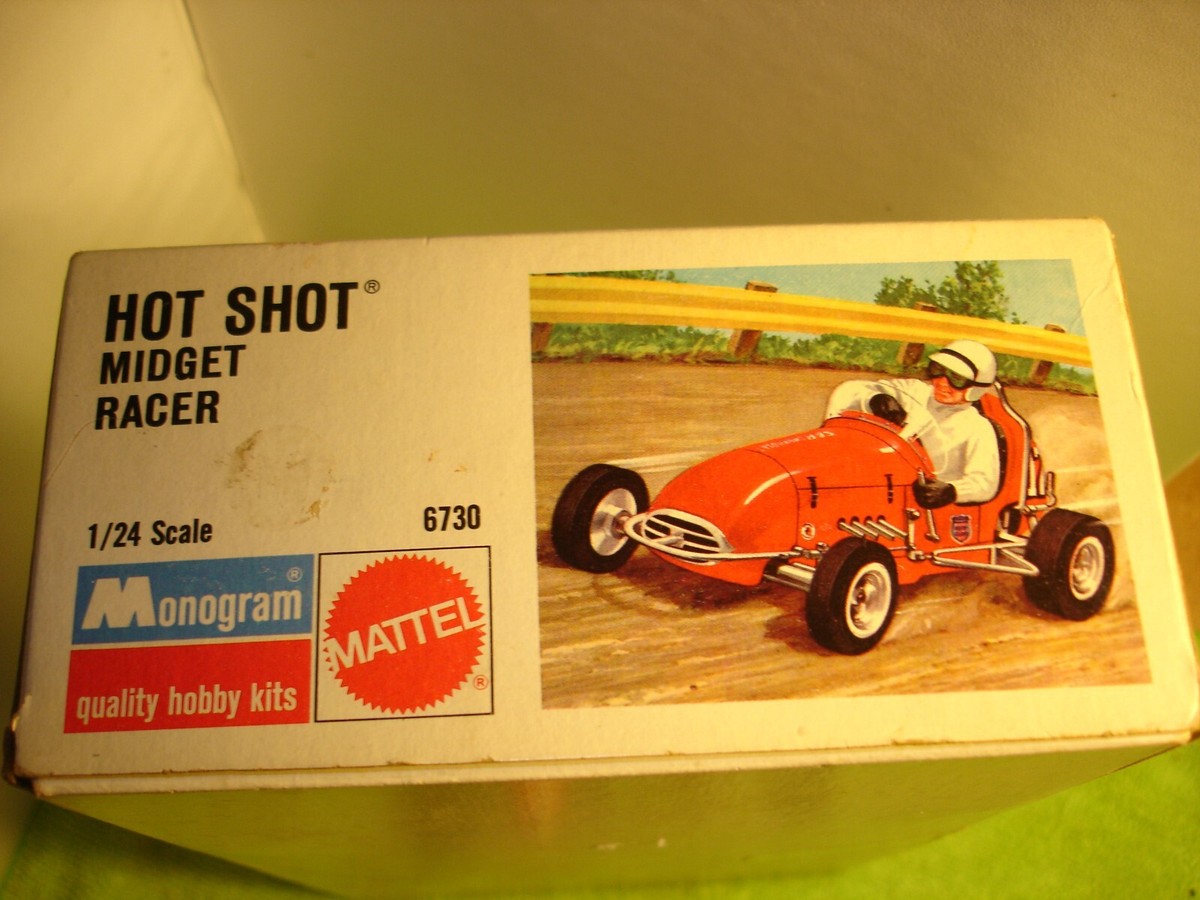 HOT SHOT®
MIDGET
RACER
1/24 Scale
6730
Monogram®
quality hobby kits
MATTEL®